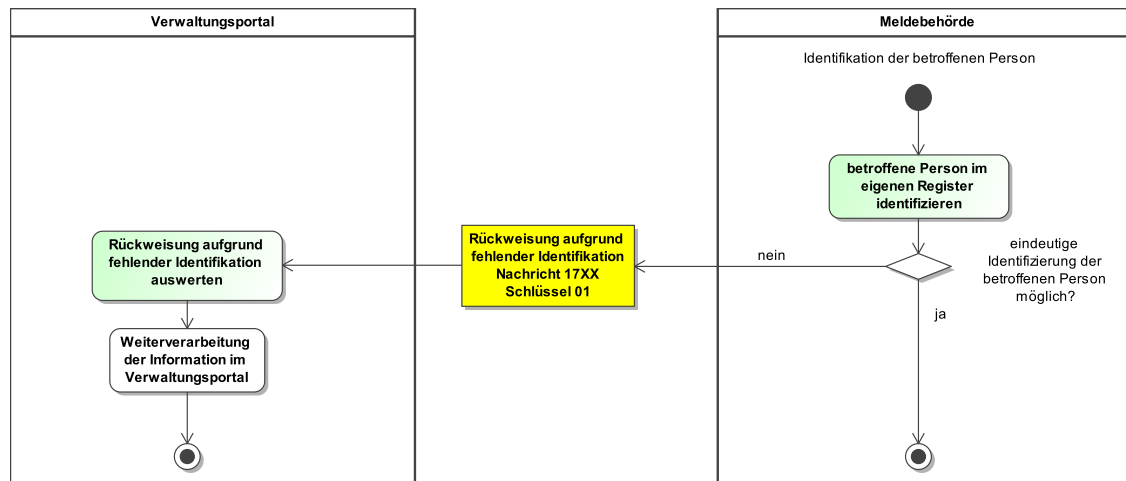 Verwaltungsportal
Meldebehörde
Identifikation der betroffenen Person
betroffene Person im
eigenen Register
identifizieren
eindeutige
Identifizierung der
betroffenen Person
möglich?
nein
ja
Rückweisung aufgrund
fehlender Identifikation
Nachricht 17XX
Schlüssel 01
Rückweisung aufgrund
fehlender Identifikation
auswerten
Weiterverarbeitung
der Information im
Verwaltungsportal